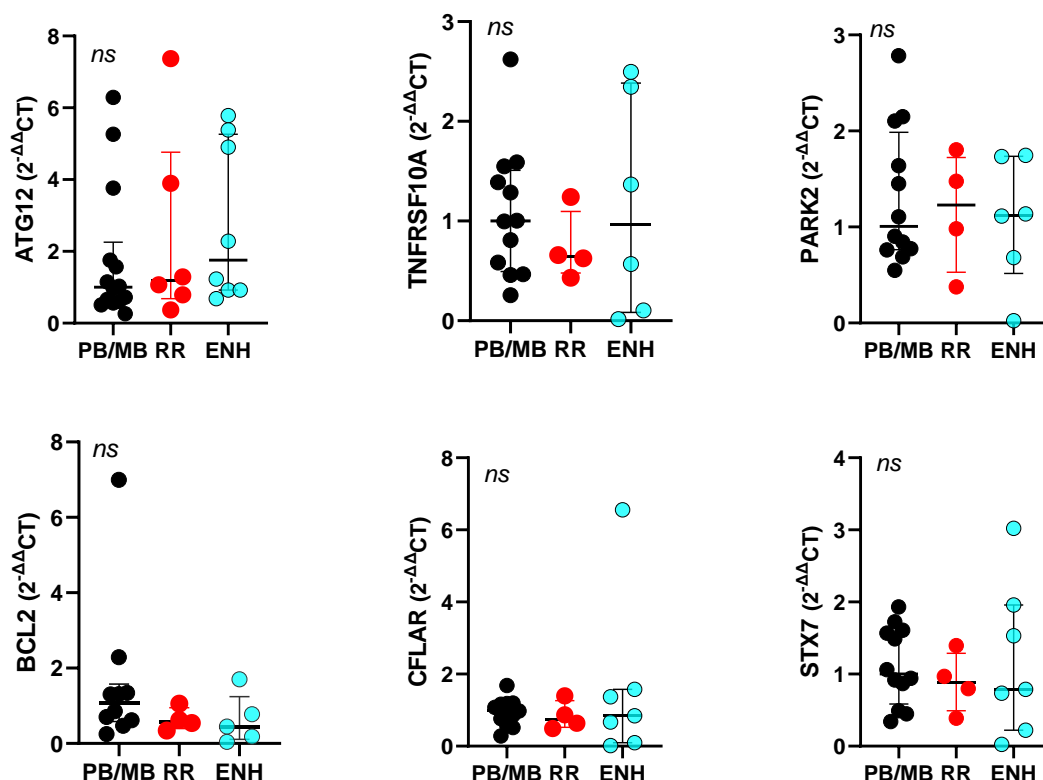 ns
ATG12 (2^-ΔΔCT)
8
6
4
2
0
PB/MB RR ENH
ns
TNFRSF10A (2^-ΔΔCT)
3
2
1
0
PB/MB RR ENH
ns
PARK2 (2^-ΔΔCT)
3
2
1
0
PB/MB RR ENH
ns
BCL2 (2^-ΔΔCT)
8
6
4
2
0
PB/MB RR ENH
ns
CFLAR (2^-ΔΔCT)
8
6
4
2
0
PB/MB RR ENH
ns
STX7 (2^-ΔΔCT)
4
3
2
1
0
PB/MB RR ENH